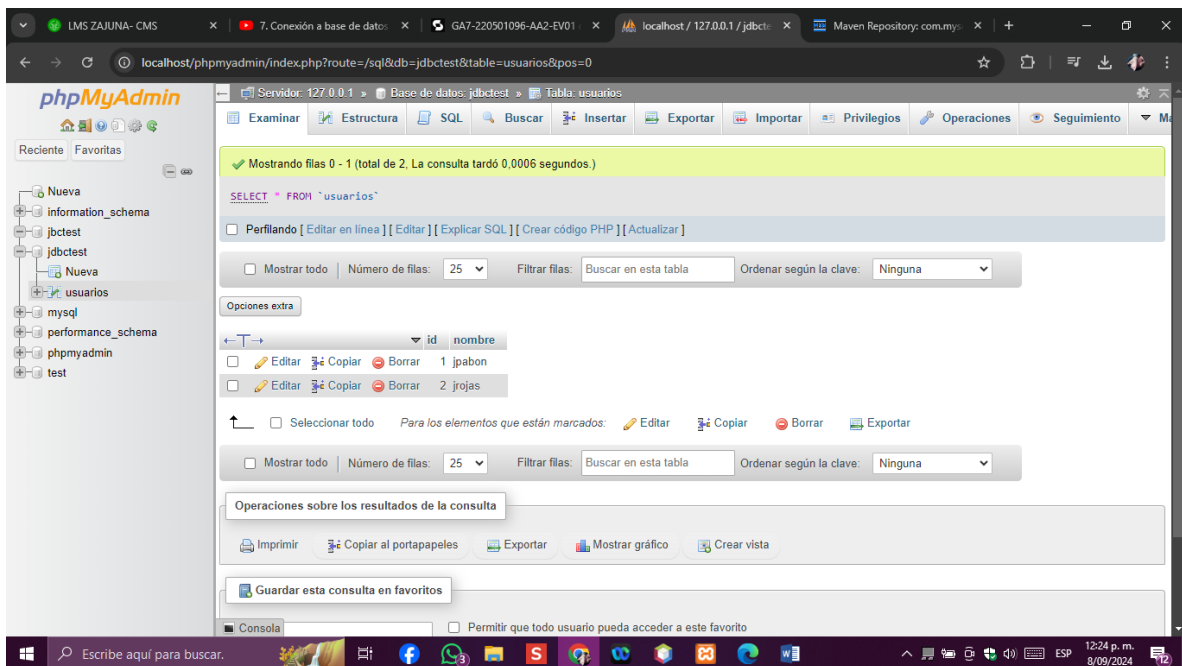 LMS ZAJUNA- CMS
7. Conexión a base de datos
GA7-220501096-AA2-EV01
localhost / 127.0.0.1 / jdbcte
Maven Repository: com.mys
localhost/phpmyadmin/index.php?route=/sql&db=jdbctest&table=usuarios&pos=0
phpMyAdmin
Reciente Favoritas
Nueva
information_schema
jbctest
jdbctest
Nueva
usuarios
mysql
performance_schema
phpmyadmin
test
Servidor: 127.0.0.1 » Base de datos: jdbctest » Tabla: usuarios
Examinar Estructura SQL Buscar Insertar Exportar Importar Privilegios Operaciones Seguimiento Má
Mostrando filas 0 - 1 (total de 2, La consulta tardó 0,0006 segundos.)
SELECT * FROM `usuarios`
Perfilando [ Editar en línea ] [ Editar ] [ Explicar SQL ] [ Crear código PHP ] [ Actualizar ]
Mostrar todo | Número de filas: 25 Filtrar filas: Buscar en esta tabla Ordenar según la clave: Ninguna
Opciones extra
←T→ id nombre
Editar Copiar Borrar 1 jpabon
Editar Copiar Borrar 2 jrojas
Seleccionar todo Para los elementos que están marcados: Editar Copiar Borrar Exportar
Mostrar todo | Número de filas: 25 Filtrar filas: Buscar en esta tabla Ordenar según la clave: Ninguna
Operaciones sobre los resultados de la consulta
Imprimir Copiar al portapapeles Exportar Mostrar gráfico Crear vista
Guardar esta consulta en favoritos
Consola
Permitir que todo usuario pueda acceder a este favorito
Escribe aquí para buscar.
ESP
12:24 p. m.
8/09/2024